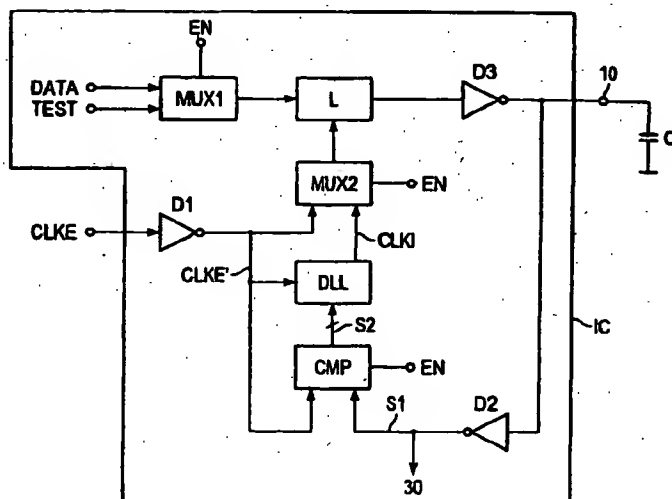 EN
DATA
TEST
MUX1
L
D3
10
MUX2
EN
D1
CLKE
CLKI
CLKE'
DLL
IC
S2
CMP
EN
S1
D2
30